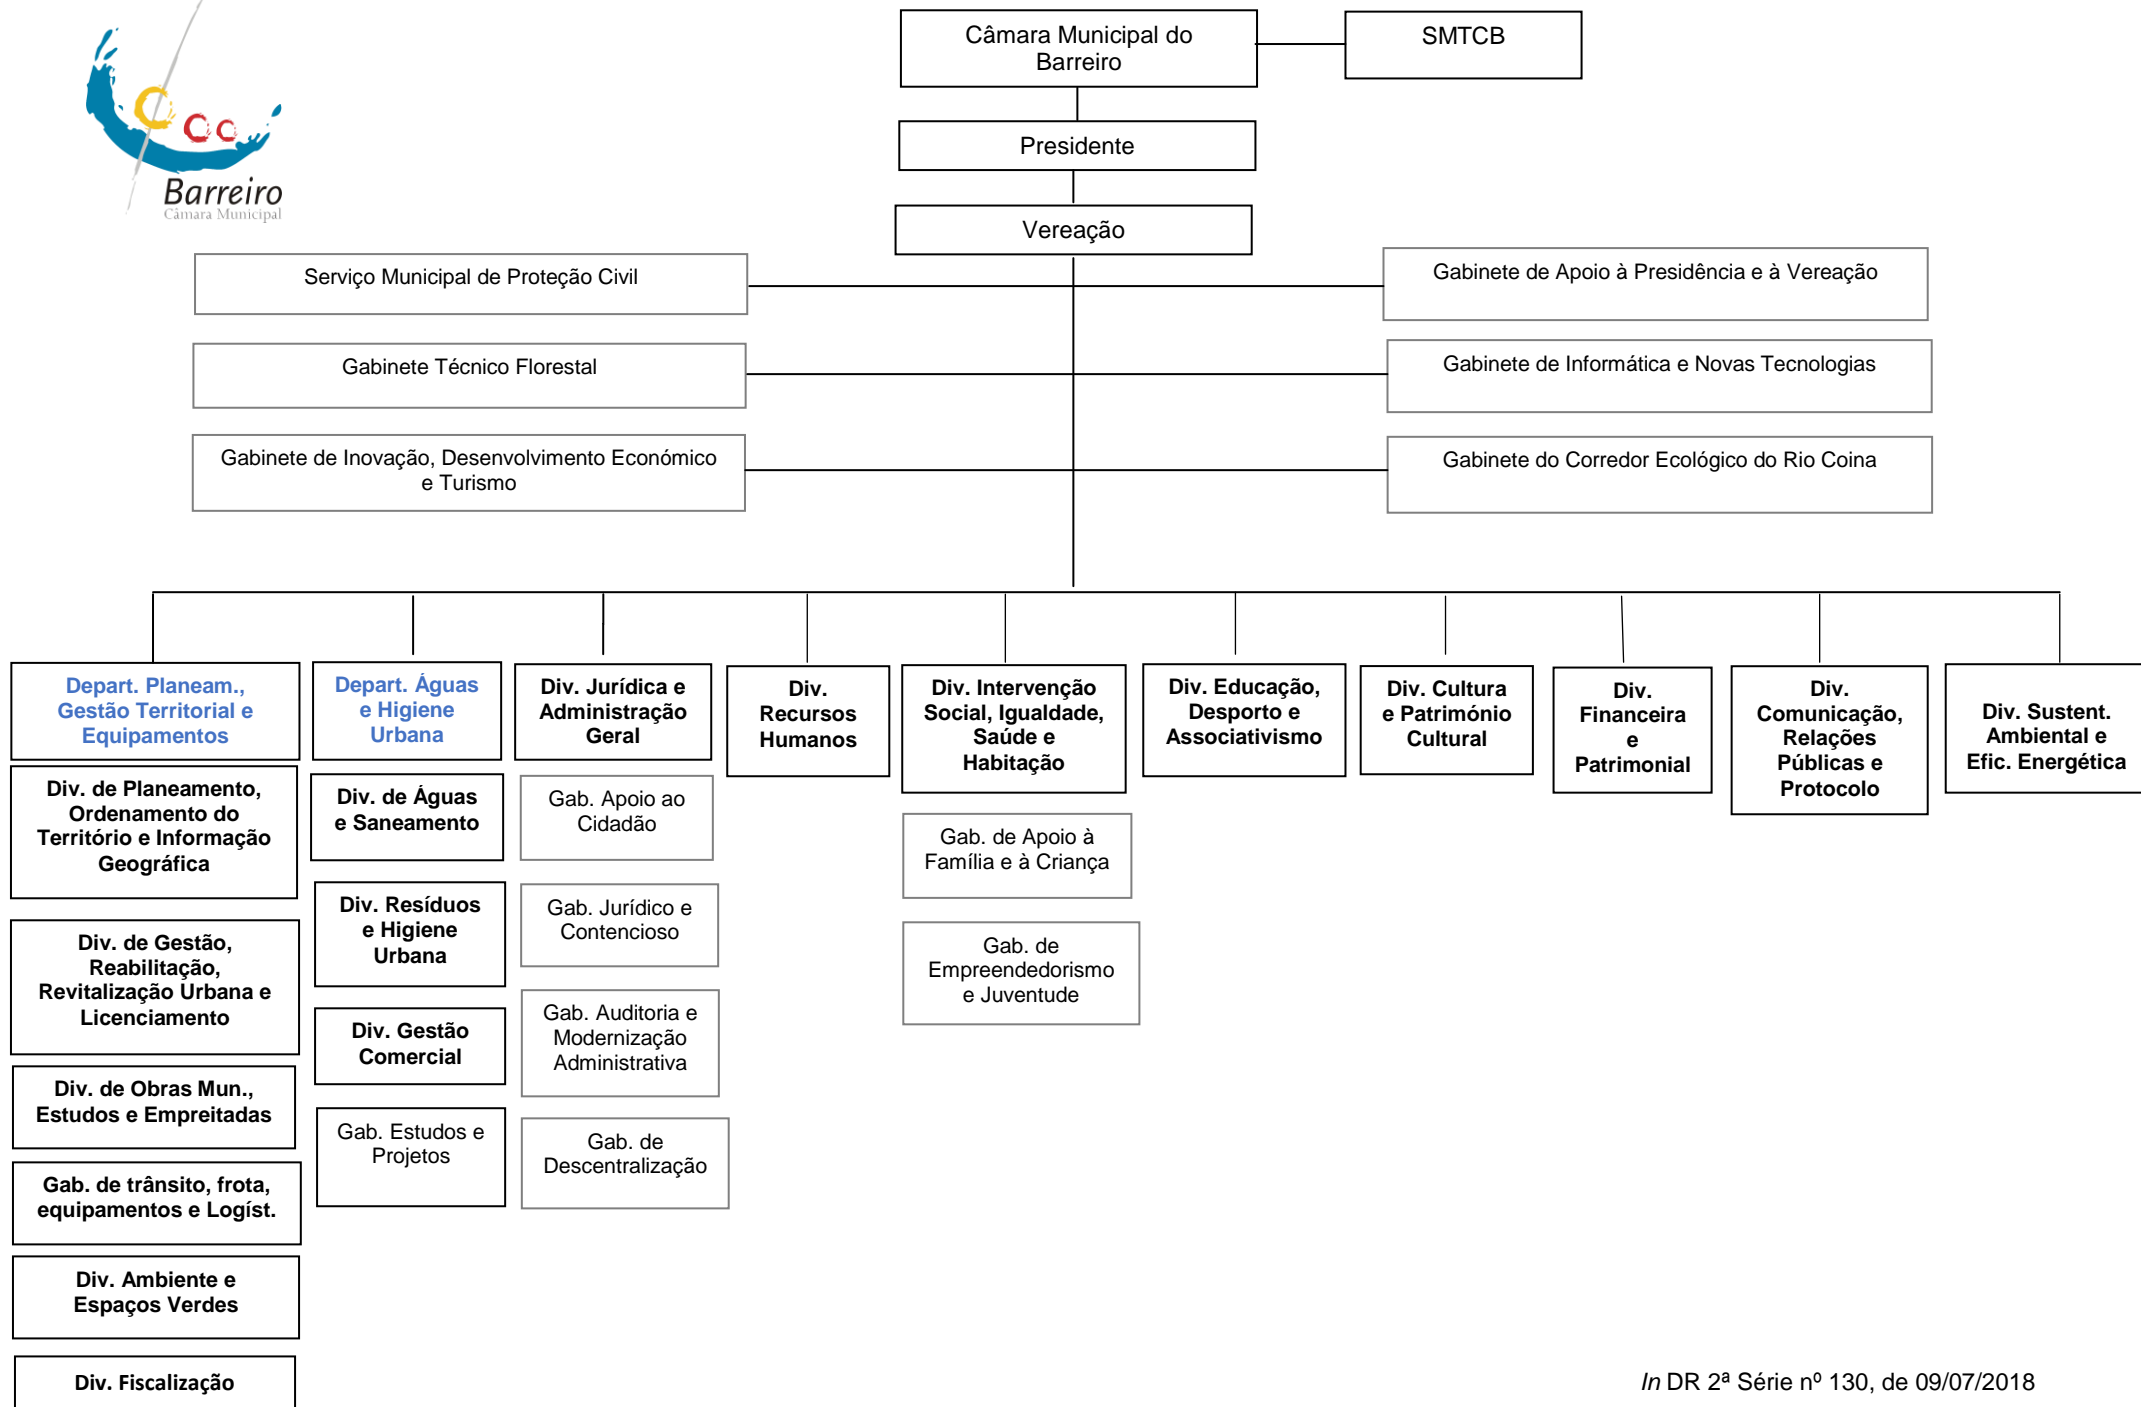 Barreiro
Câmara Municipal
Câmara Municipal do
Barreiro
SMTCB
Presidente
Vereação
Serviço Municipal de Proteção Civil
Gabinete de Apoio à Presidência e à Vereação
Gabinete Técnico Florestal
Gabinete de Informática e Novas Tecnologias
Gabinete de Inovação, Desenvolvimento Económico
e Turismo
Gabinete do Corredor Ecológico do Rio Coina
Depart. Planeam.,
Gestão Territorial e
Equipamentos
Div. de Planeamento,
Ordenamento do
Território e Informação
Geográfica
Div. de Gestão,
Reabilitação,
Revitalização Urbana e
Licenciamento
Div. de Obras Mun.,
Estudos e Empreitadas
Gab. de trânsito, frota,
equipamentos e Logíst.
Div. Ambiente e
Espaços Verdes
Div. Fiscalização
Depart. Águas
e Higiene
Urbana
Div. de Águas
e Saneamento
Div. Resíduos
e Higiene
Urbana
Div. Gestão
Comercial
Gab. Estudos e
Projetos
Div. Jurídica e
Administração
Geral
Gab. Apoio ao
Cidadão
Gab. Jurídico e
Contencioso
Gab. Auditoria e
Modernização
Administrativa
Gab. de
Descentralização
Div.
Recursos
Humanos
Div. Intervenção
Social, Igualdade,
Saúde e
Habitação
Gab. de Apoio à
Família e à Criança
Gab. de
Empreendedorismo
e Juventude
Div. Educação,
Desporto e
Associativismo
Div. Cultura
e Património
Cultural
Div.
Financeira
e
Patrimonial
Div.
Comunicação,
Relações
Públicas e
Protocolo
Div. Sustent.
Ambiental e
Efic. Energética
In DR 2ª Série nº 130, de 09/07/2018